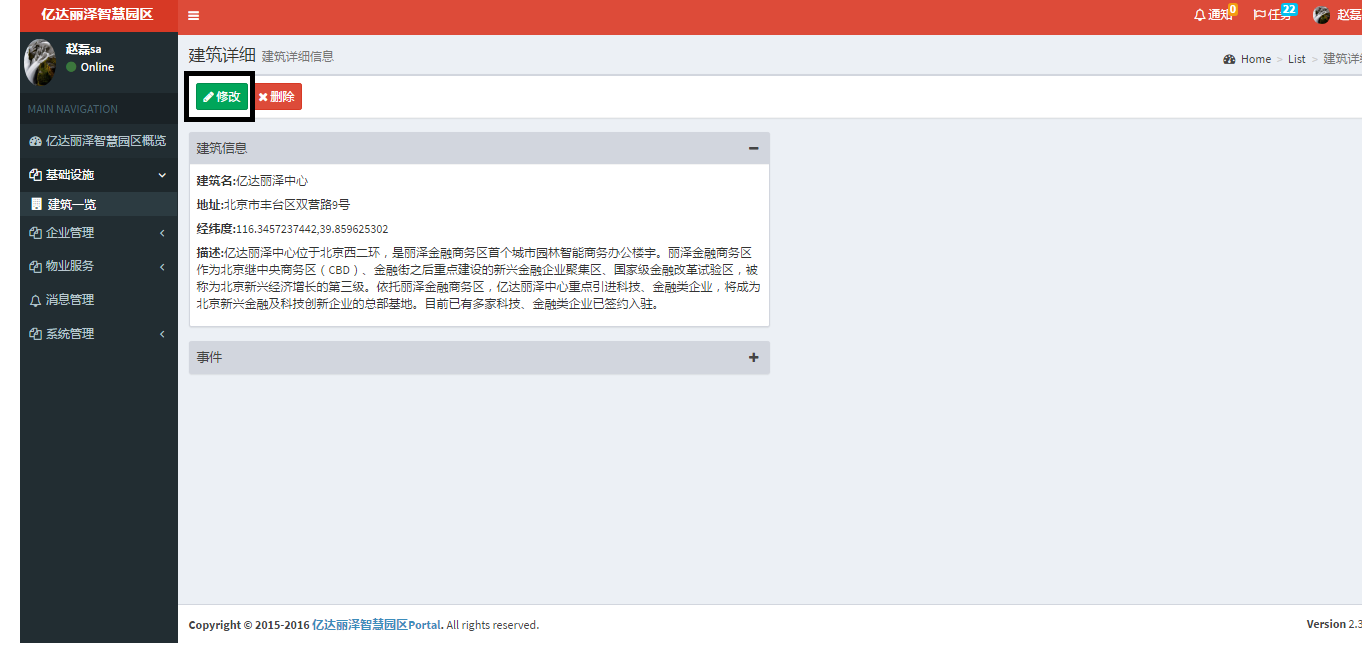 亿达丽泽智慧园区
通知 0
任务 22
赵磊
赵磊sa
Online
建筑详细 建筑详细信息
Home > List > 建筑详
MAIN NAVIGATION
修改
删除
亿达丽泽智慧园区概览
基础设施
建筑一览
企业管理
物业服务
消息管理
系统管理
建筑信息
建筑名:亿达丽泽中心
地址:北京市丰台区双营路9号
经纬度:116.3457237442,39.859625302
描述:亿达丽泽中心位于北京西二环，是丽泽金融商务区首个城市园林智能商务办公楼宇。丽泽金融商务区
作为北京继中央商务区（CBD）、金融街之后重点建设的新兴金融企业聚集区、国家级金融改革试验区，被
称为北京新兴经济增长的第三级。依托丽泽金融商务区，亿达丽泽中心重点引进科技、金融类企业，将成为
北京新兴金融及科技创新企业的总部基地。目前已有多家科技、金融类企业已签约入驻。
事件
Copyright © 2015-2016 亿达丽泽智慧园区Portal. All rights reserved.
Version 2.3